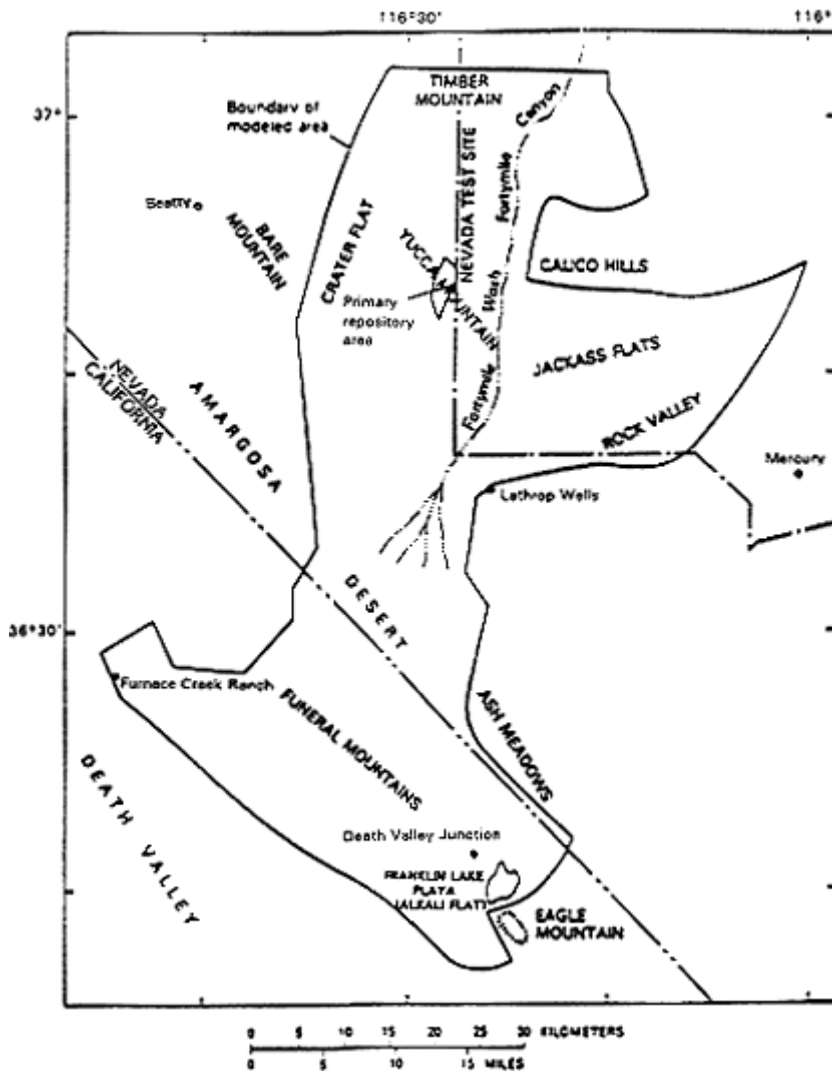 116°30'
116°
TIMBER
MOUNTAIN
Canyon
37°
Boundary of
modeled area
NEVADA TEST SITE
Fortymile
Beatty
BARE
MOUNTAIN
CRATER FLAT
YUCCA MOUNTAIN
CALICO HILLS
Wash
Primary
repository
area
JACKASS FLATS
NEVADA
CALIFORNIA
AMARGOSA
Fortymile
ROCK VALLEY
Mercury
Lathrop Wells
DESERT
36°30'
Furnace Creek Ranch
FUNERAL MOUNTAINS
ASH MEADOWS
DEATH VALLEY
Death Valley Junction
FRANKLIN LAKE
PLAYA
(ALKALI FLAT)
EAGLE
MOUNTAIN
0 5 10 15 20 25 30 KILOMETERS
0 5 10 15 MILES